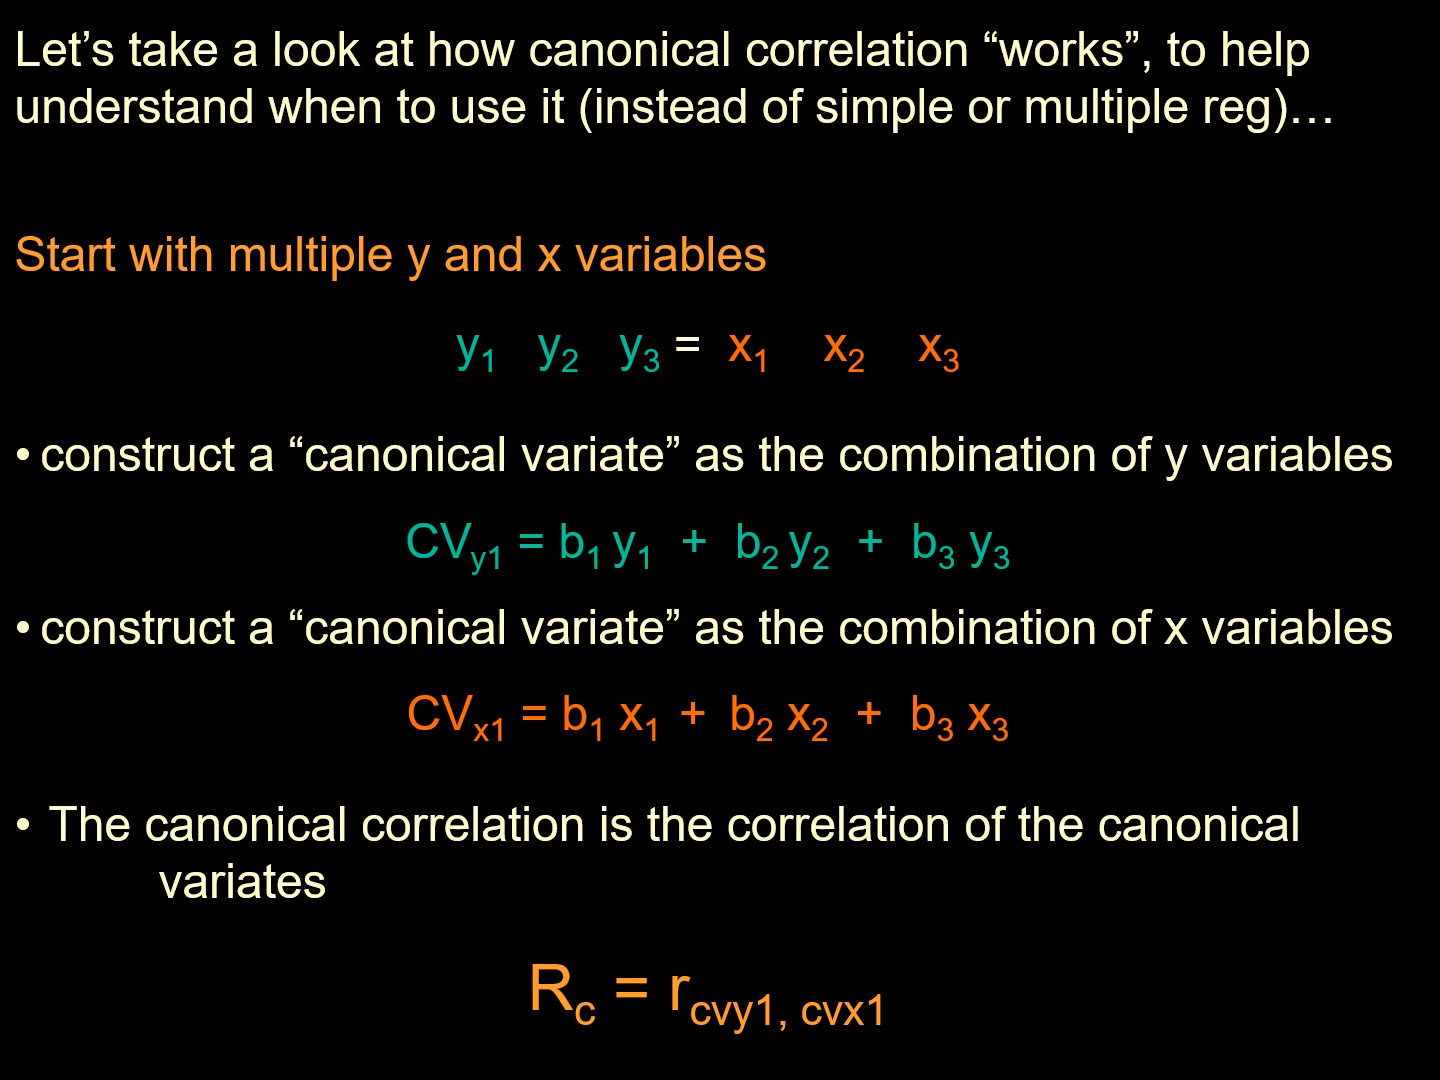 Let’s take a look at how canonical correlation “works”, to help
understand when to use it (instead of simple or multiple reg)…
Start with multiple y and x variables
y₁ y₂ y₃ = x₁ x₂ x₃
• construct a “canonical variate” as the combination of y variables
CVy1 = b₁ y₁ + b₂ y₂ + b₃ y₃
• construct a “canonical variate” as the combination of x variables
CVx1 = b₁ x₁ + b₂ x₂ + b₃ x₃
• The canonical correlation is the correlation of the canonical
variates
Rc = rcvy1, cvx1